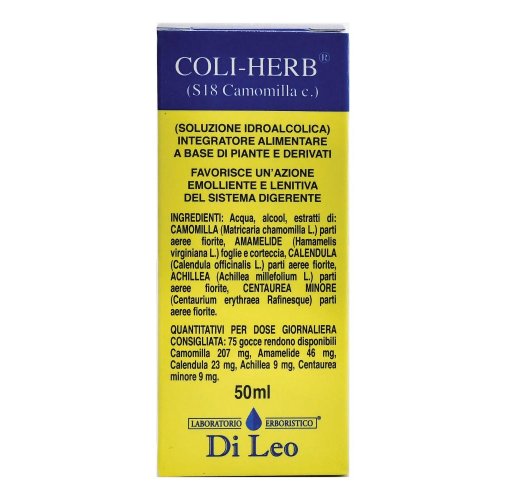 COLI-HERB®
(S18 Camomilla c.)
(SOLUZIONE IDROALCOLICA)
INTEGRATORE ALIMENTARE
A BASE DI PIANTE E DERIVATI
FAVORISCE UN'AZIONE
EMOLLIENTE E LENITIVA
DEL SISTEMA DIGERENTE
INGREDIENTI: Acqua, alcool, estratti di:
CAMOMILLA (Matricaria chamomilla L.) parti
aeree fiorite, AMAMELIDE (Hamamelis
virginiana L.) foglie e corteccia, CALENDULA
(Calendula officinalis L.) parti aeree fiorite,
ACHILLEA (Achillea millefolium L.) parti
aeree fiorite, CENTAUREA MINORE
(Centaurium erythraea Rafinesque) parti
aeree fiorite.
QUANTITATIVI PER DOSE GIORNALIERA
CONSIGLIATA: 75 gocce rendono disponibili
Camomilla 207 mg, Amamelide 46 mg,
Calendula 23 mg, Achillea 9 mg, Centaurea
minore 9 mg.
50ml
LABORATORIO ERBORISTICO®
Di Leo